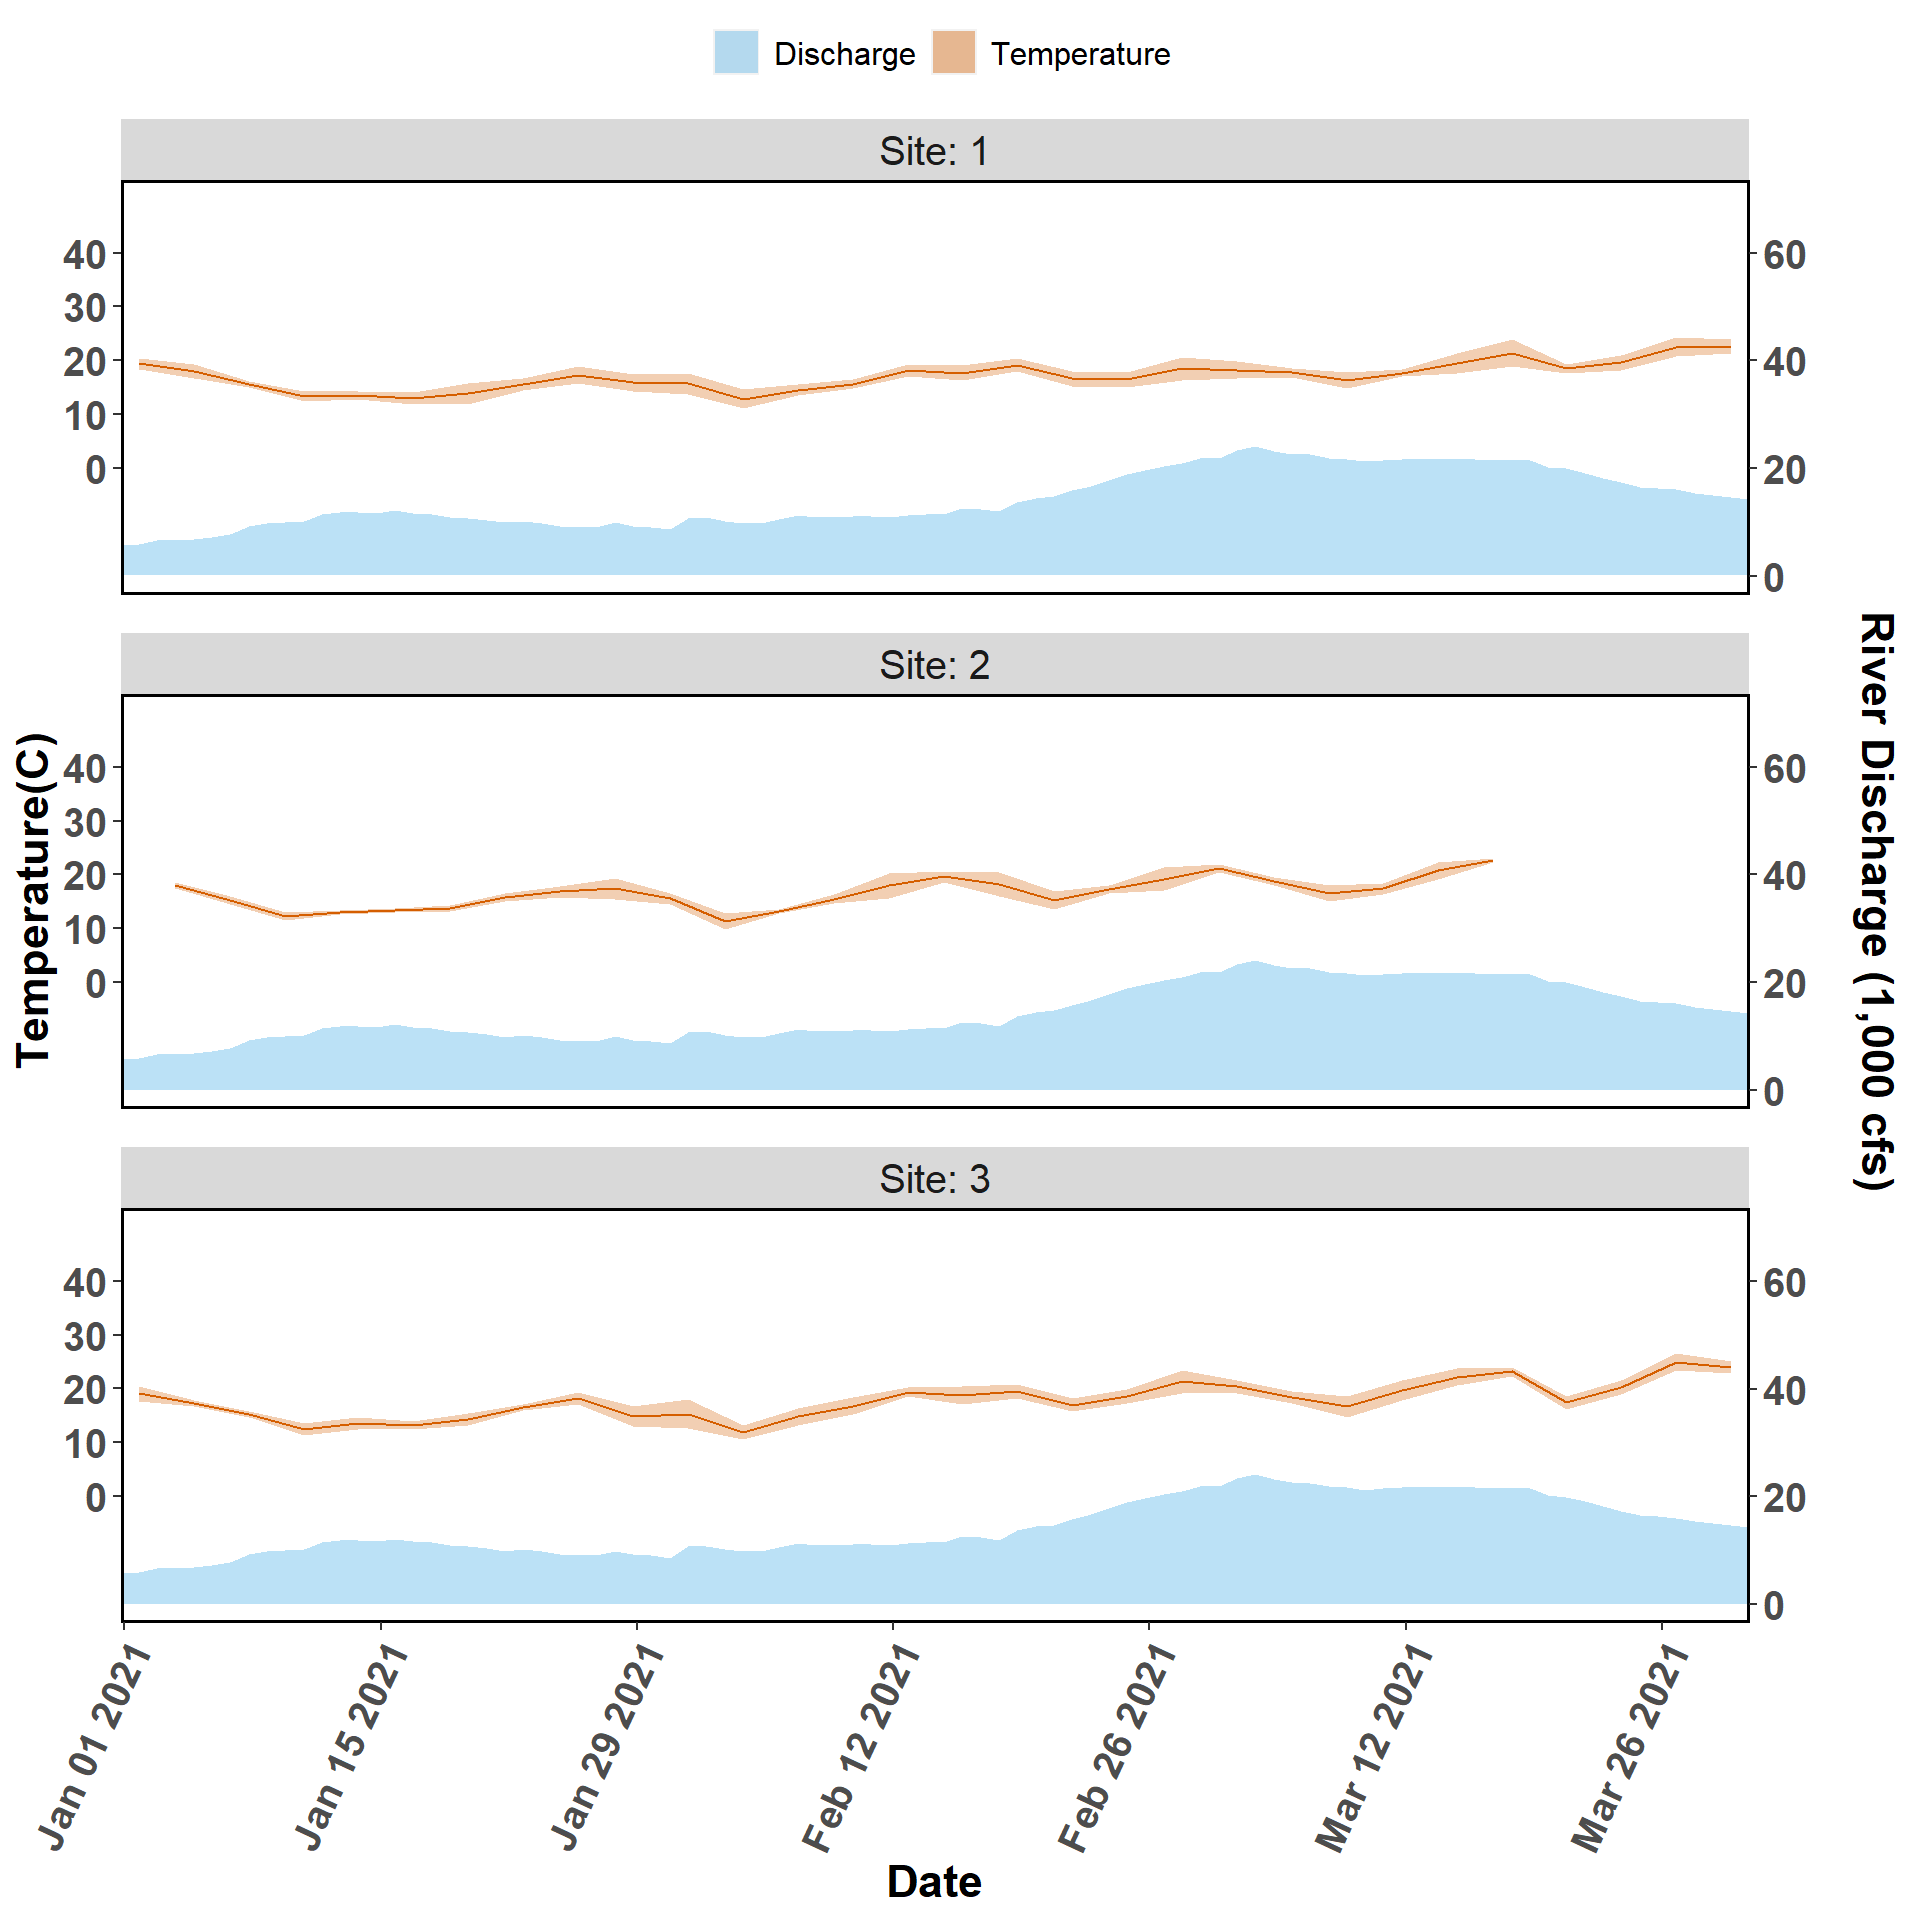 Discharge Temperature
Site: 1
40
30
20
10
0
60
40
20
0
Site: 2
40
30
20
10
0
60
40
20
0
Site: 3
40
30
20
10
0
60
40
20
0
Temperature(C)
River Discharge (1,000 cfs)
Jan 01 2021
Jan 15 2021
Jan 29 2021
Feb 12 2021
Feb 26 2021
Mar 12 2021
Mar 26 2021
Date